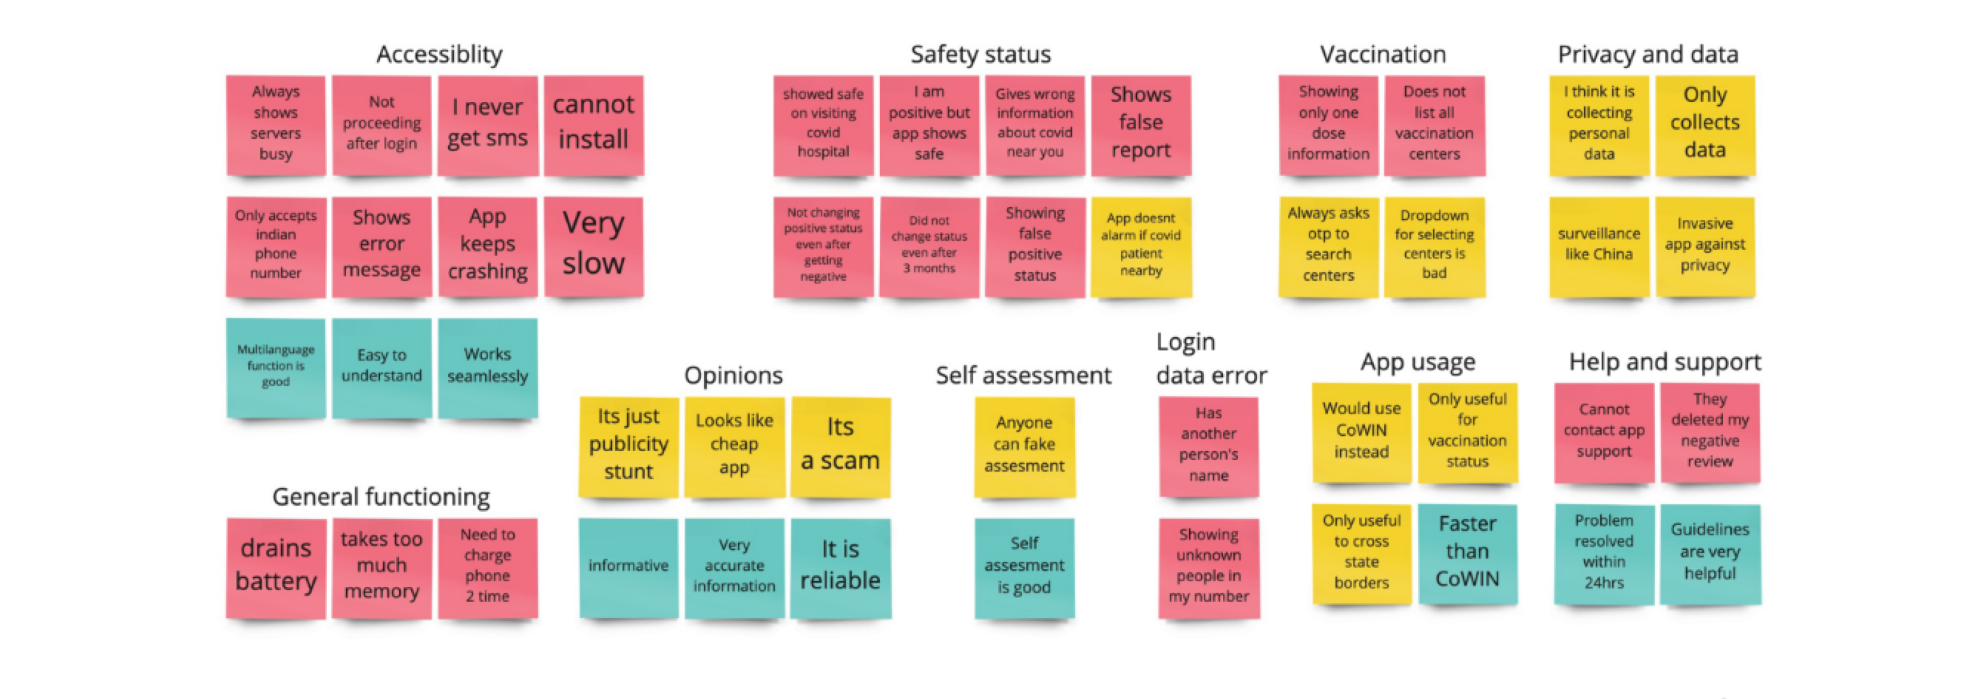 Accessiblity
Always
shows
servers
busy
Not
proceeding
after login
I never
get sms
cannot
install
Only accepts
indian
phone
number
Shows
error
message
App
keeps
crashing
Very
slow
Multilanguage
function is
good
Easy to
understand
Works
seamlessly
General functioning
drains
battery
takes too
much
memory
Need to
charge
phone
2 time
Safety status
showed safe
on visiting
covid
hospital
I am
positive but
app shows
safe
Gives wrong
information
about covid
near you
Shows
false
report
Not changing
positive status
even after
getting
negative
Did not
change status
even after
3 months
Showing
false
positive
status
App doesnt
alarm if covid
patient
nearby
Vaccination
Showing
only one
dose
information
Does not
list all
vaccination
centers
Always asks
otp to
search
centers
Dropdown
for selecting
centers is
bad
Privacy and data
I think it is
collecting
personal
data
Only
collects
data
surveillance
like China
Invasive
app against
privacy
Opinions
Its just
publicity
stunt
Looks like
cheap
app
Its
a scam
informative
Very
accurate
information
It is
reliable
Self assessment
Anyone
can fake
assesment
Self
assesment
is good
Login
data error
Has
another
person's
name
Showing
unknown
people in
my number
App usage
Would use
CoWIN
instead
Only useful
for
vaccination
status
Only useful
to cross
state
borders
Faster
than
CoWIN
Help and support
Cannot
contact app
support
They
deleted my
negative
review
Problem
resolved
within
24hrs
Guidelines
are very
helpful